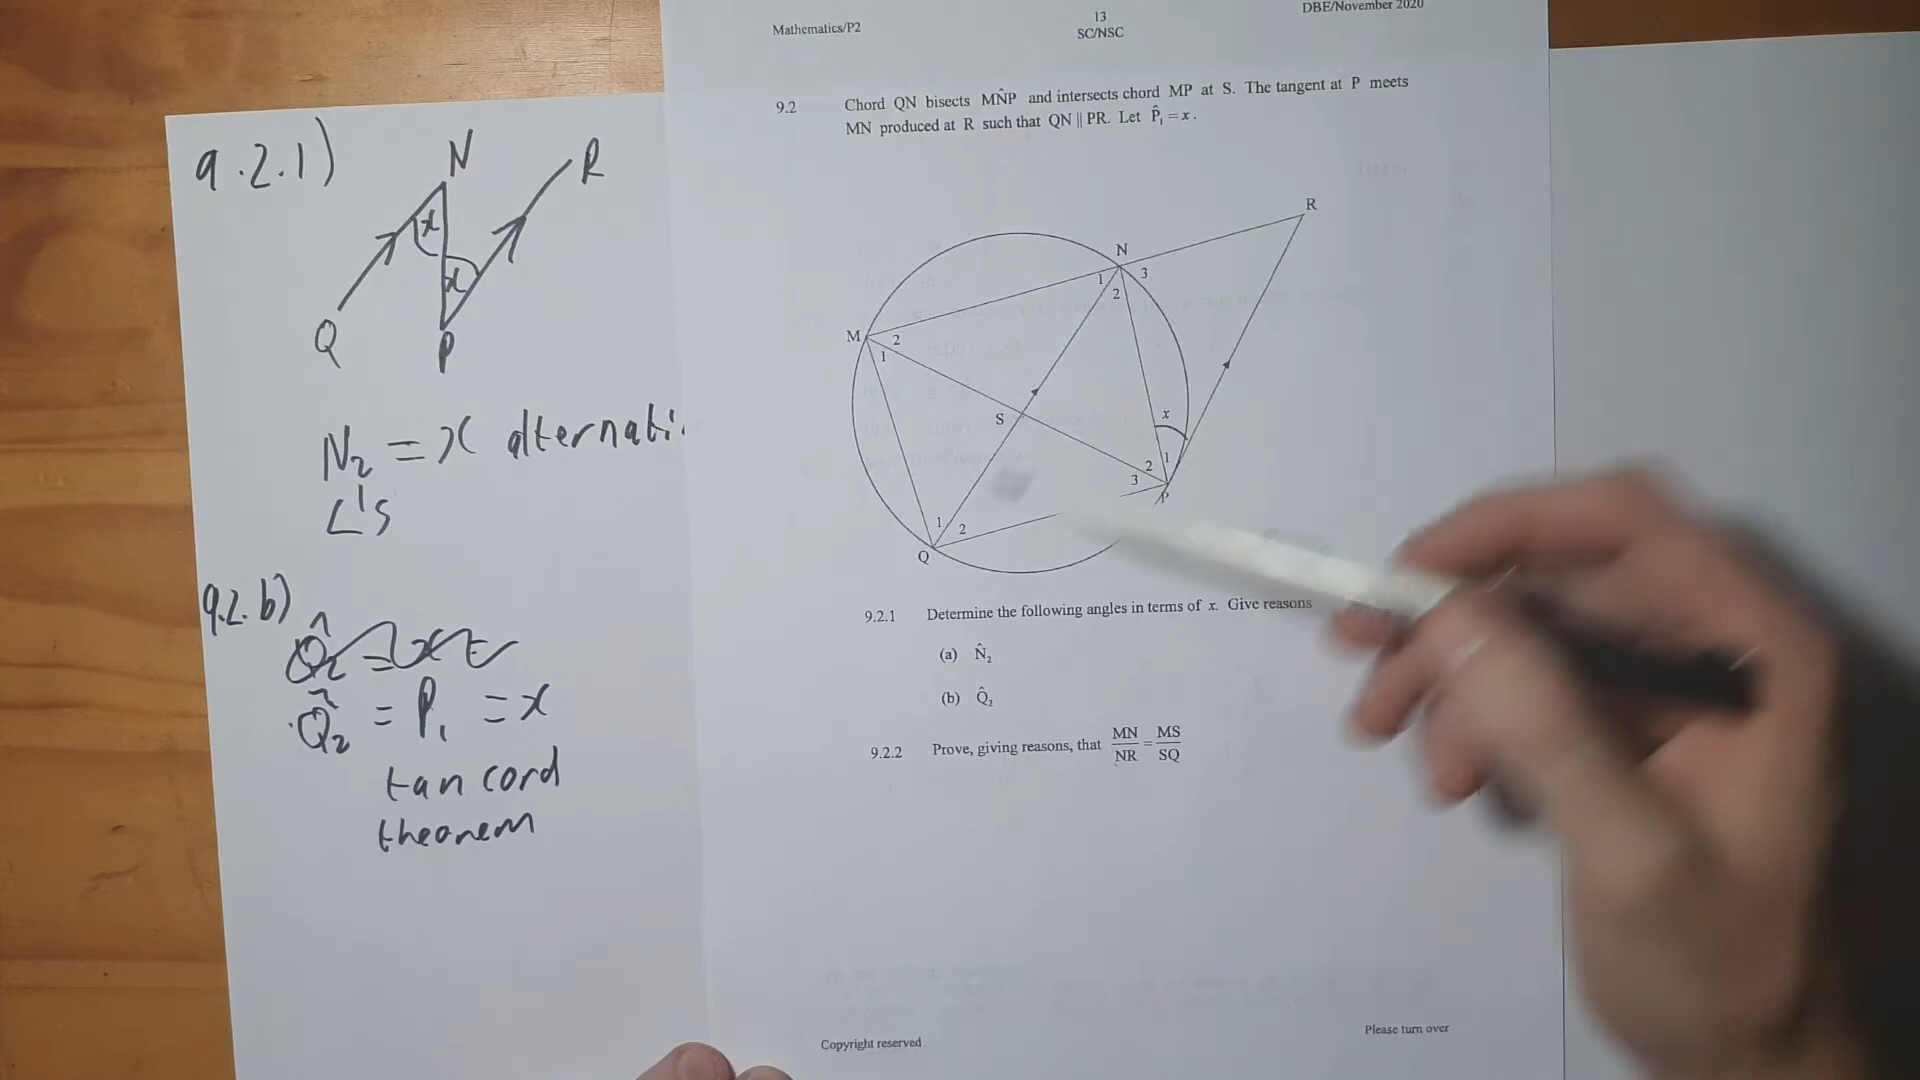 Mathematics/P2
13
SC/NSC
DBE/November 2020
9.2 Chord QN bisects MN̂P and intersects chord MP at S. The tangent at P meets
MN produced at R such that QN || PR. Let P̂₁ = x.
R
N
1
3
2
M
2
1
S
x
2
1
3
P
1
2
Q
9.2.1 Determine the following angles in terms of x. Give reasons
(a) N̂₂
(b) Q̂₂
9.2.2 Prove, giving reasons, that MN/NR = MS/SQ
Copyright reserved
Please turn over
9.2.1)
N
R
x
x
Q
P
N₂ = x alternati
L's
9.2.b)
Q̂₂ = P₁ = x
tan cord
theorem